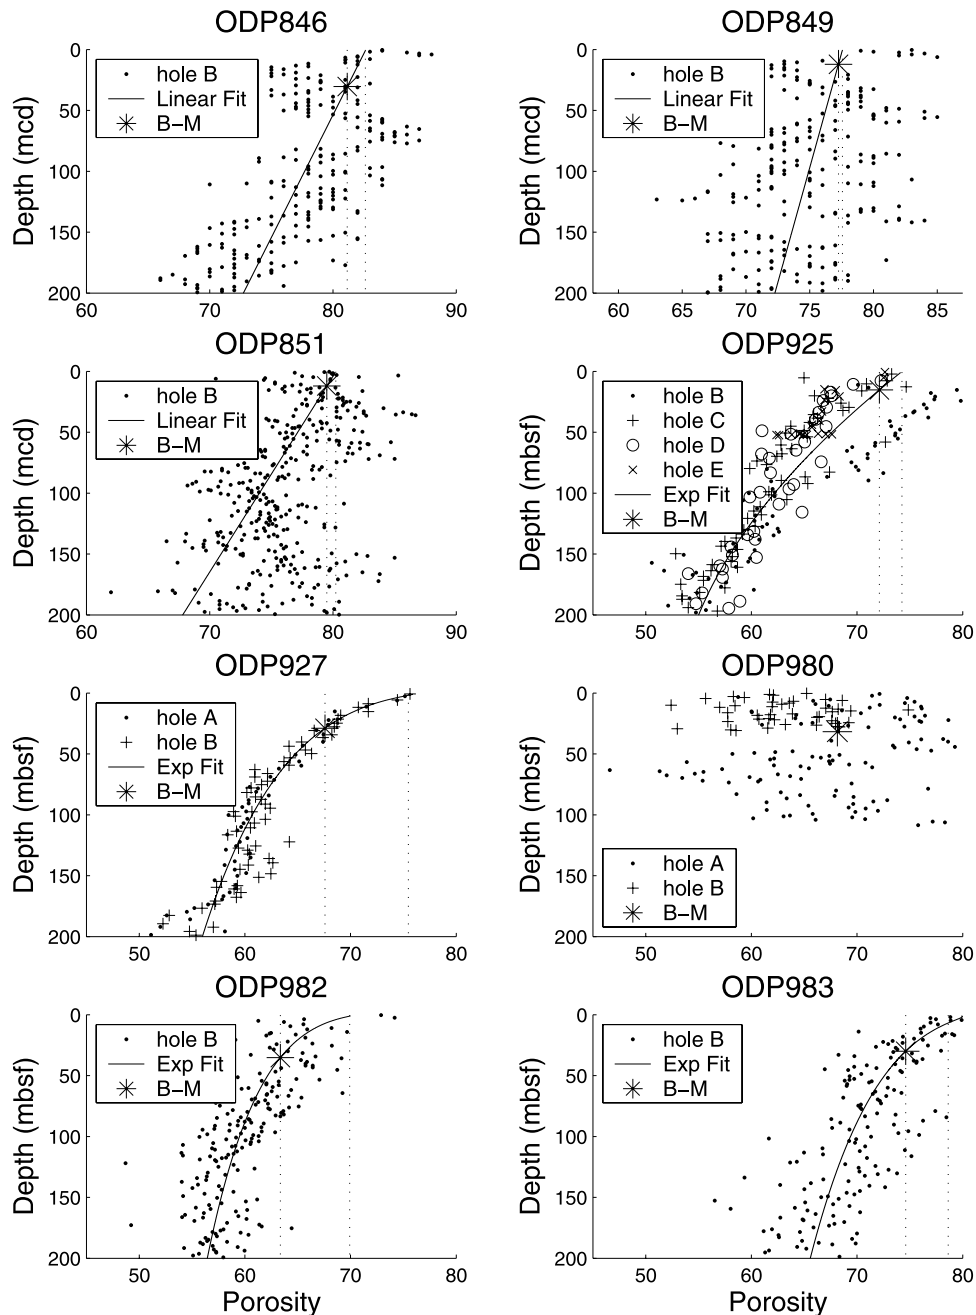 ODP846
0
50
100
150
200
Depth (mcd)
hole B
Linear Fit
B-M
60
70
80
90
ODP849
0
50
100
150
200
Depth (mcd)
hole B
Linear Fit
B-M
60
65
70
75
80
85
ODP851
0
50
100
150
200
Depth (mcd)
hole B
Linear Fit
B-M
60
70
80
90
ODP925
0
50
100
150
200
Depth (mbsf)
hole B
hole C
hole D
hole E
Exp Fit
B-M
50
60
70
80
ODP927
0
50
100
150
200
Depth (mbsf)
hole A
hole B
Exp Fit
B-M
50
60
70
80
ODP980
0
50
100
150
200
Depth (mbsf)
hole A
hole B
B-M
50
60
70
80
ODP982
0
50
100
150
200
Depth (mbsf)
hole B
Exp Fit
B-M
50
60
70
80
Porosity
ODP983
0
50
100
150
200
Depth (mbsf)
hole B
Exp Fit
B-M
50
60
70
80
Porosity